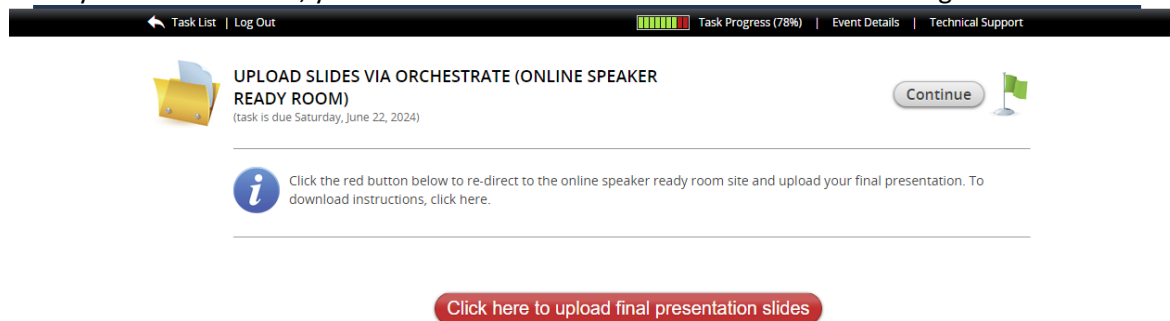 Task List | Log Out Task Progress (78%) | Event Details | Technical Support
UPLOAD SLIDES VIA ORCHESTRATE (ONLINE SPEAKER
READY ROOM)
(task is due Saturday, June 22, 2024)
Continue
Click the red button below to re-direct to the online speaker ready room site and upload your final presentation. To
download instructions, click here.
Click here to upload final presentation slides